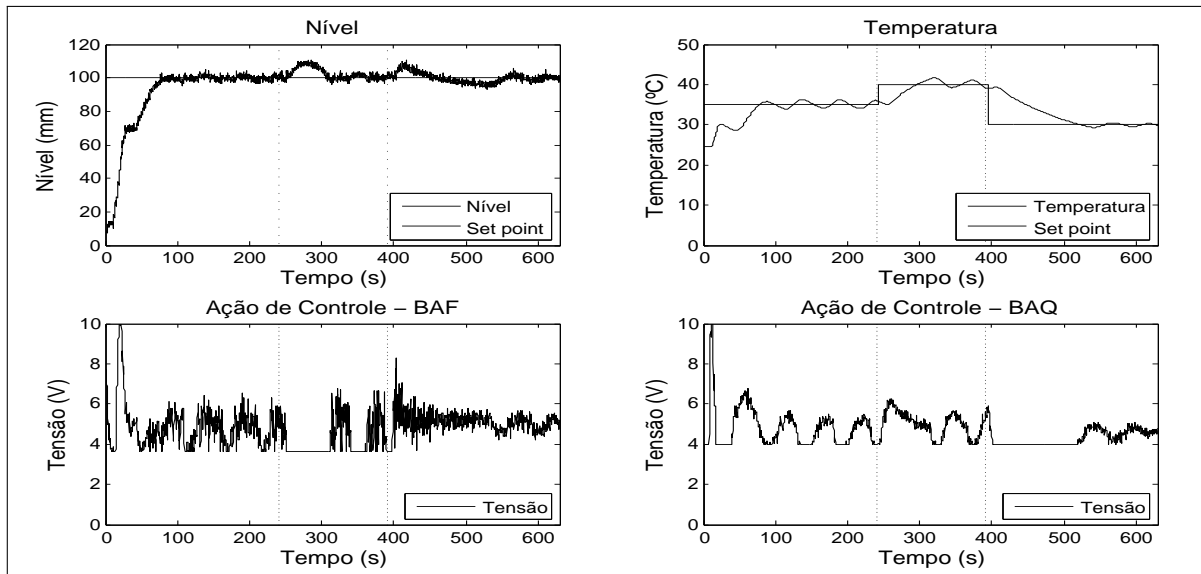 Nível
120
100
80
60
40
20
0
Nível (mm)
Nível
Set point
0 100 200 300 400 500 600
Tempo (s)
Temperatura
50
40
30
20
10
0
Temperatura (ºC)
Temperatura
Set point
0 100 200 300 400 500 600
Tempo (s)
Ação de Controle – BAF
10
8
6
4
2
0
Tensão (V)
Tensão
0 100 200 300 400 500 600
Tempo (s)
Ação de Controle – BAQ
10
8
6
4
2
0
Tensão (V)
Tensão
0 100 200 300 400 500 600
Tempo (s)